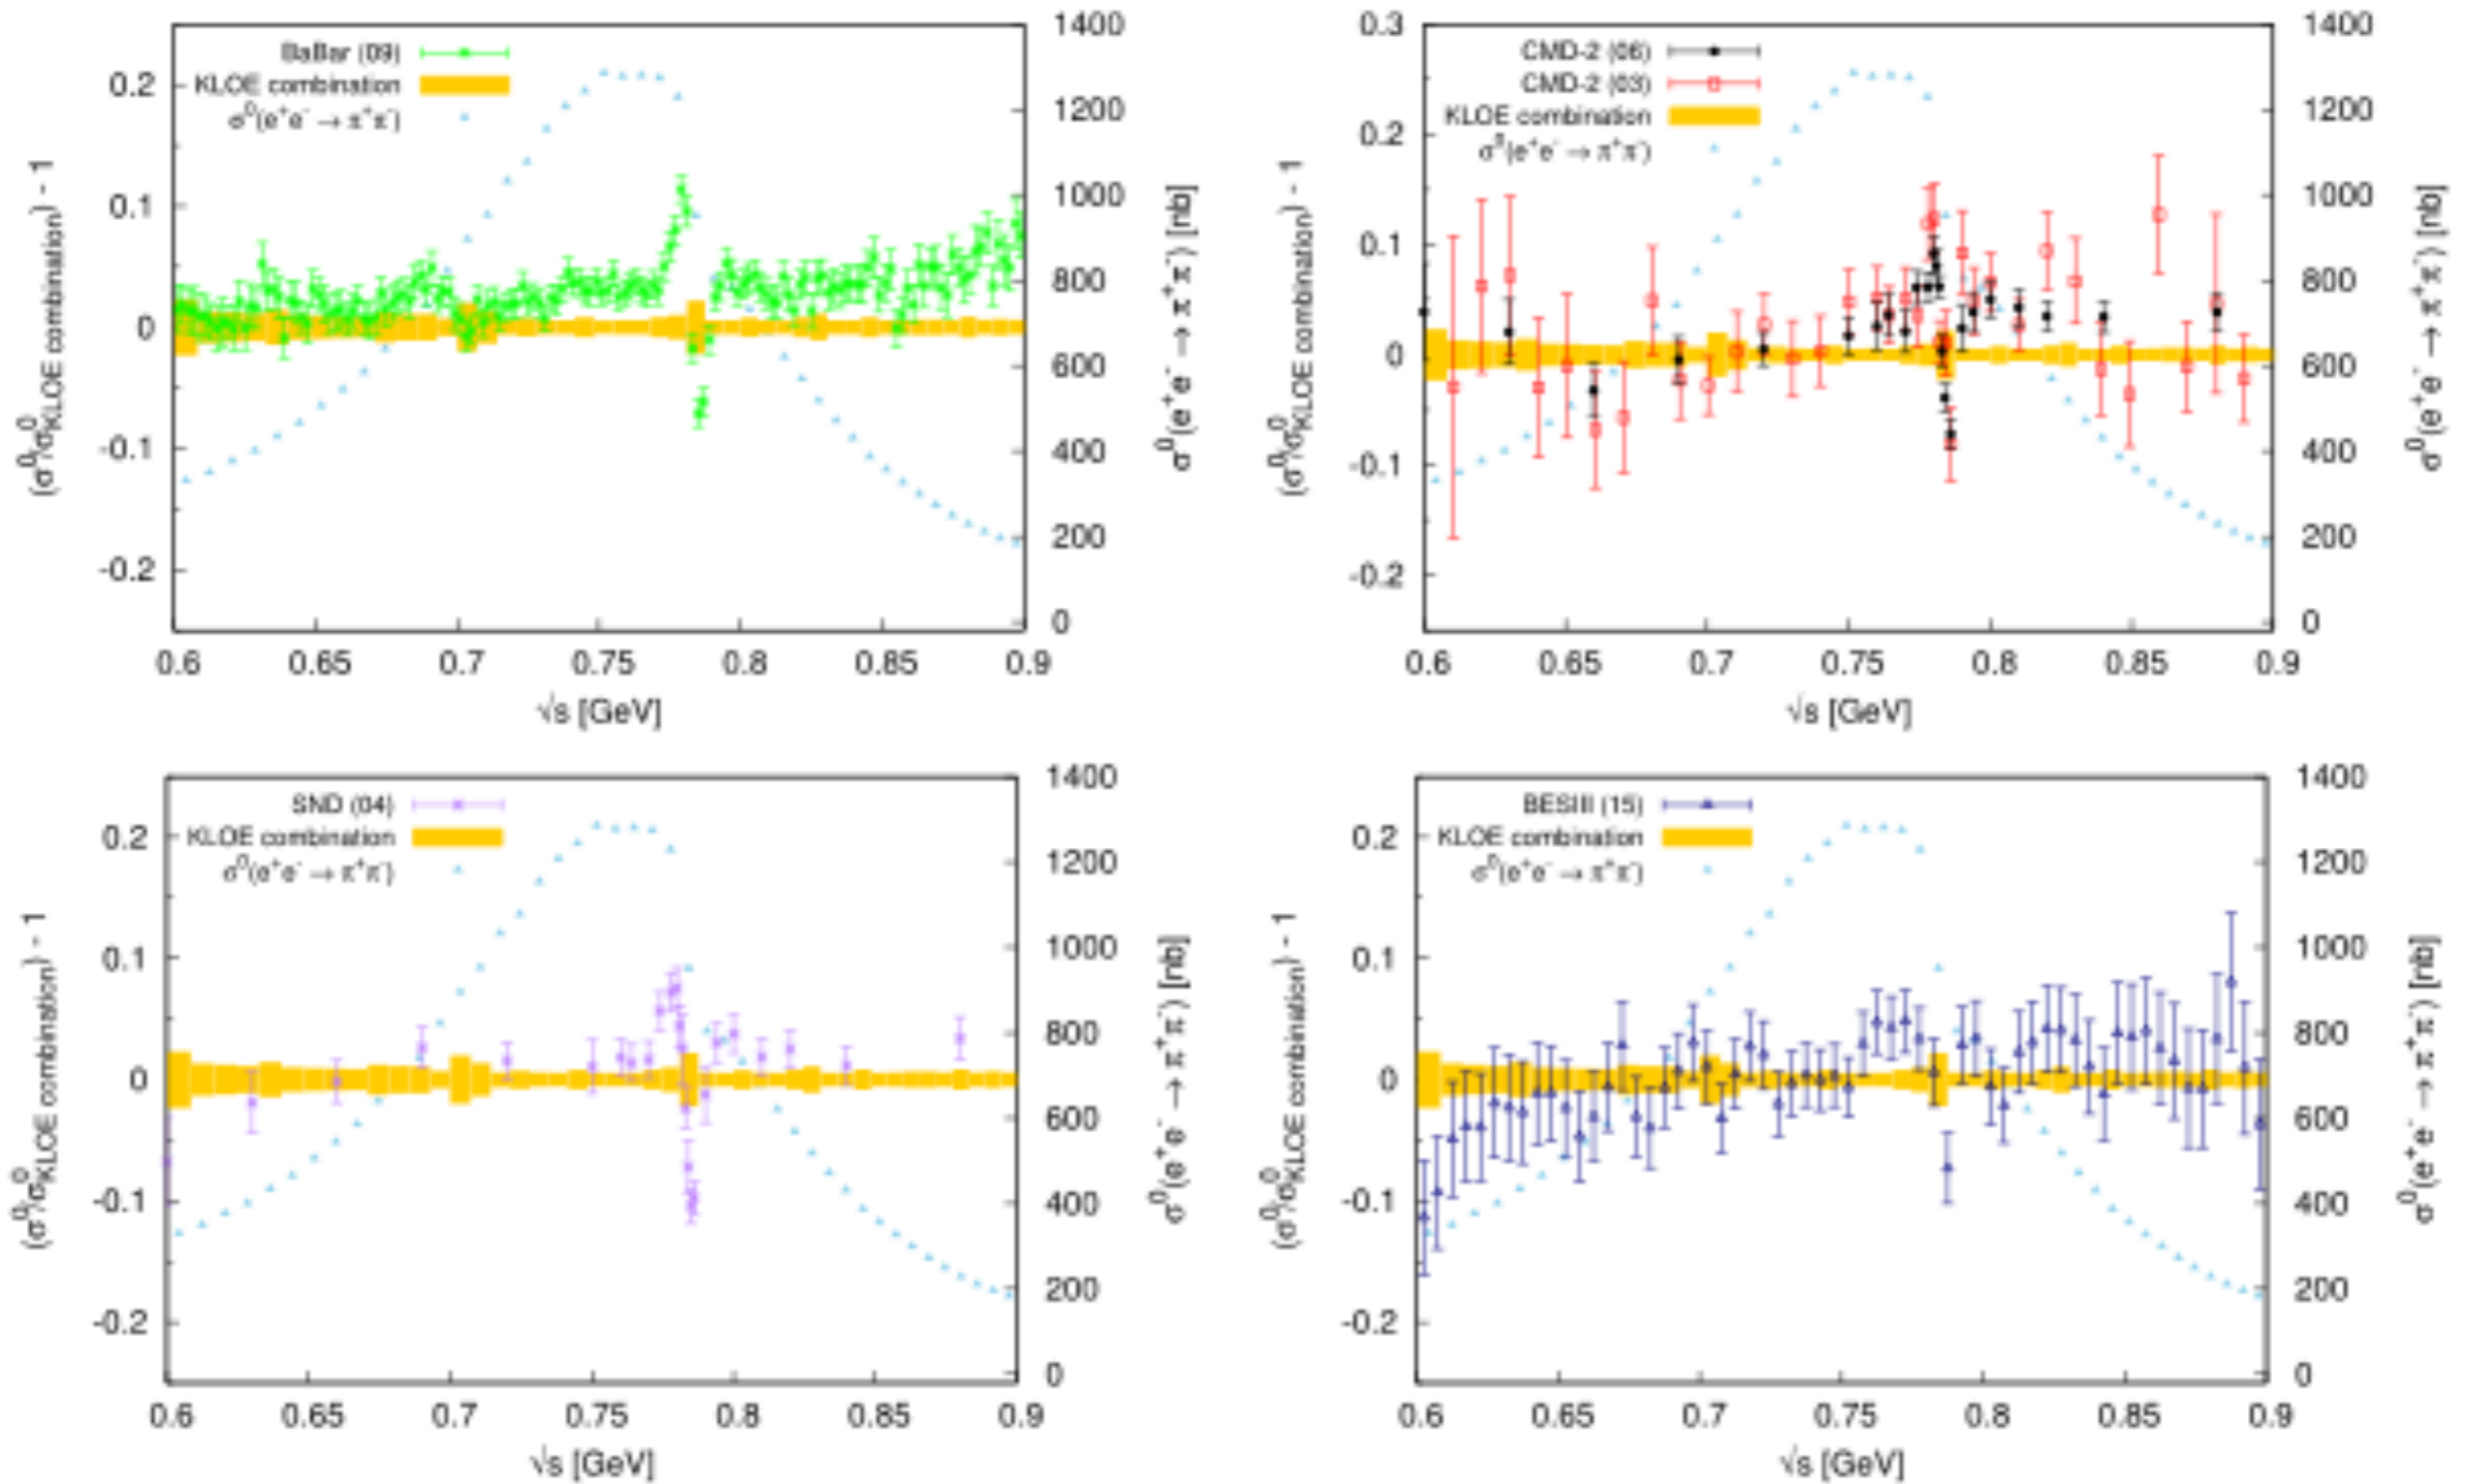 BaBar (09)
KLOE combination
σ⁰(e⁺e⁻ → π⁺π⁻)
0.2
0.1
0
-0.1
-0.2
(σ⁰/σ⁰KLOE combination) - 1
1400
1200
1000
800
600
400
200
0
σ⁰(e⁺e⁻ → π⁺π⁻) [nb]
0.6 0.65 0.7 0.75 0.8 0.85 0.9
√s [GeV]
CMD-2 (06)
CMD-2 (03)
KLOE combination
σ⁰(e⁺e⁻ → π⁺π⁻)
0.3
0.2
0.1
0
-0.1
-0.2
(σ⁰/σ⁰KLOE combination) - 1
1400
1200
1000
800
600
400
200
0
σ⁰(e⁺e⁻ → π⁺π⁻) [nb]
0.6 0.65 0.7 0.75 0.8 0.85 0.9
√s [GeV]
SND (04)
KLOE combination
σ⁰(e⁺e⁻ → π⁺π⁻)
0.2
0.1
0
-0.1
-0.2
(σ⁰/σ⁰KLOE combination) - 1
1400
1200
1000
800
600
400
200
0
σ⁰(e⁺e⁻ → π⁺π⁻) [nb]
0.6 0.65 0.7 0.75 0.8 0.85 0.9
√s [GeV]
BESIII (15)
KLOE combination
σ⁰(e⁺e⁻ → π⁺π⁻)
0.2
0.1
0
-0.1
-0.2
(σ⁰/σ⁰KLOE combination) - 1
1400
1200
1000
800
600
400
200
0
σ⁰(e⁺e⁻ → π⁺π⁻) [nb]
0.6 0.65 0.7 0.75 0.8 0.85 0.9
√s [GeV]